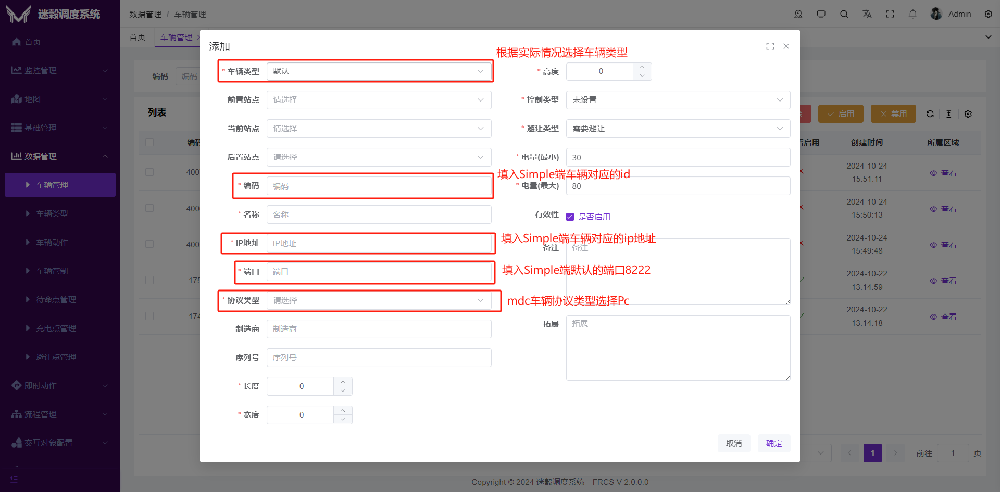 迷毂调度系统
首页
监控管理
地图
基础管理
数据管理
车辆管理
车辆类型
车辆动作
车辆管制
待命点管理
充电点管理
避让点管理
即时动作
流程管理
交互对象配置
数据管理 / 车辆管理
Admin
首页
车辆管理
编码
编码
列表
启用
禁用
编码
启用
创建时间
所属区域
400
2024-10-24
15:51:11
查看
400
2024-10-24
15:50:13
查看
400
2024-10-24
15:49:48
查看
175
2024-10-22
13:14:59
查看
174
2024-10-22
13:14:18
查看
添加
根据实际情况选择车辆类型
* 车辆类型
默认
* 高度
0
前置站点
请选择
* 控制类型
未设置
当前站点
请选择
* 避让类型
需要避让
后置站点
请选择
* 电量(最小)
30
填入Simple端车辆对应的id
* 编码
编码
* 电量(最大)
80
* 名称
名称
有效性
是否启用
填入Simple端车辆对应的ip地址
* IP地址
IP地址
备注
备注
填入Simple端默认的端口8222
* 端口
端口
mdc车辆协议类型选择Pc
* 协议类型
请选择
制造商
制造商
拓展
拓展
序列号
序列号
* 长度
0
* 宽度
0
取消
确定
1
前往
1
页
Copyright © 2024 迷毂调度系统 FRCS V 2.0.0.0